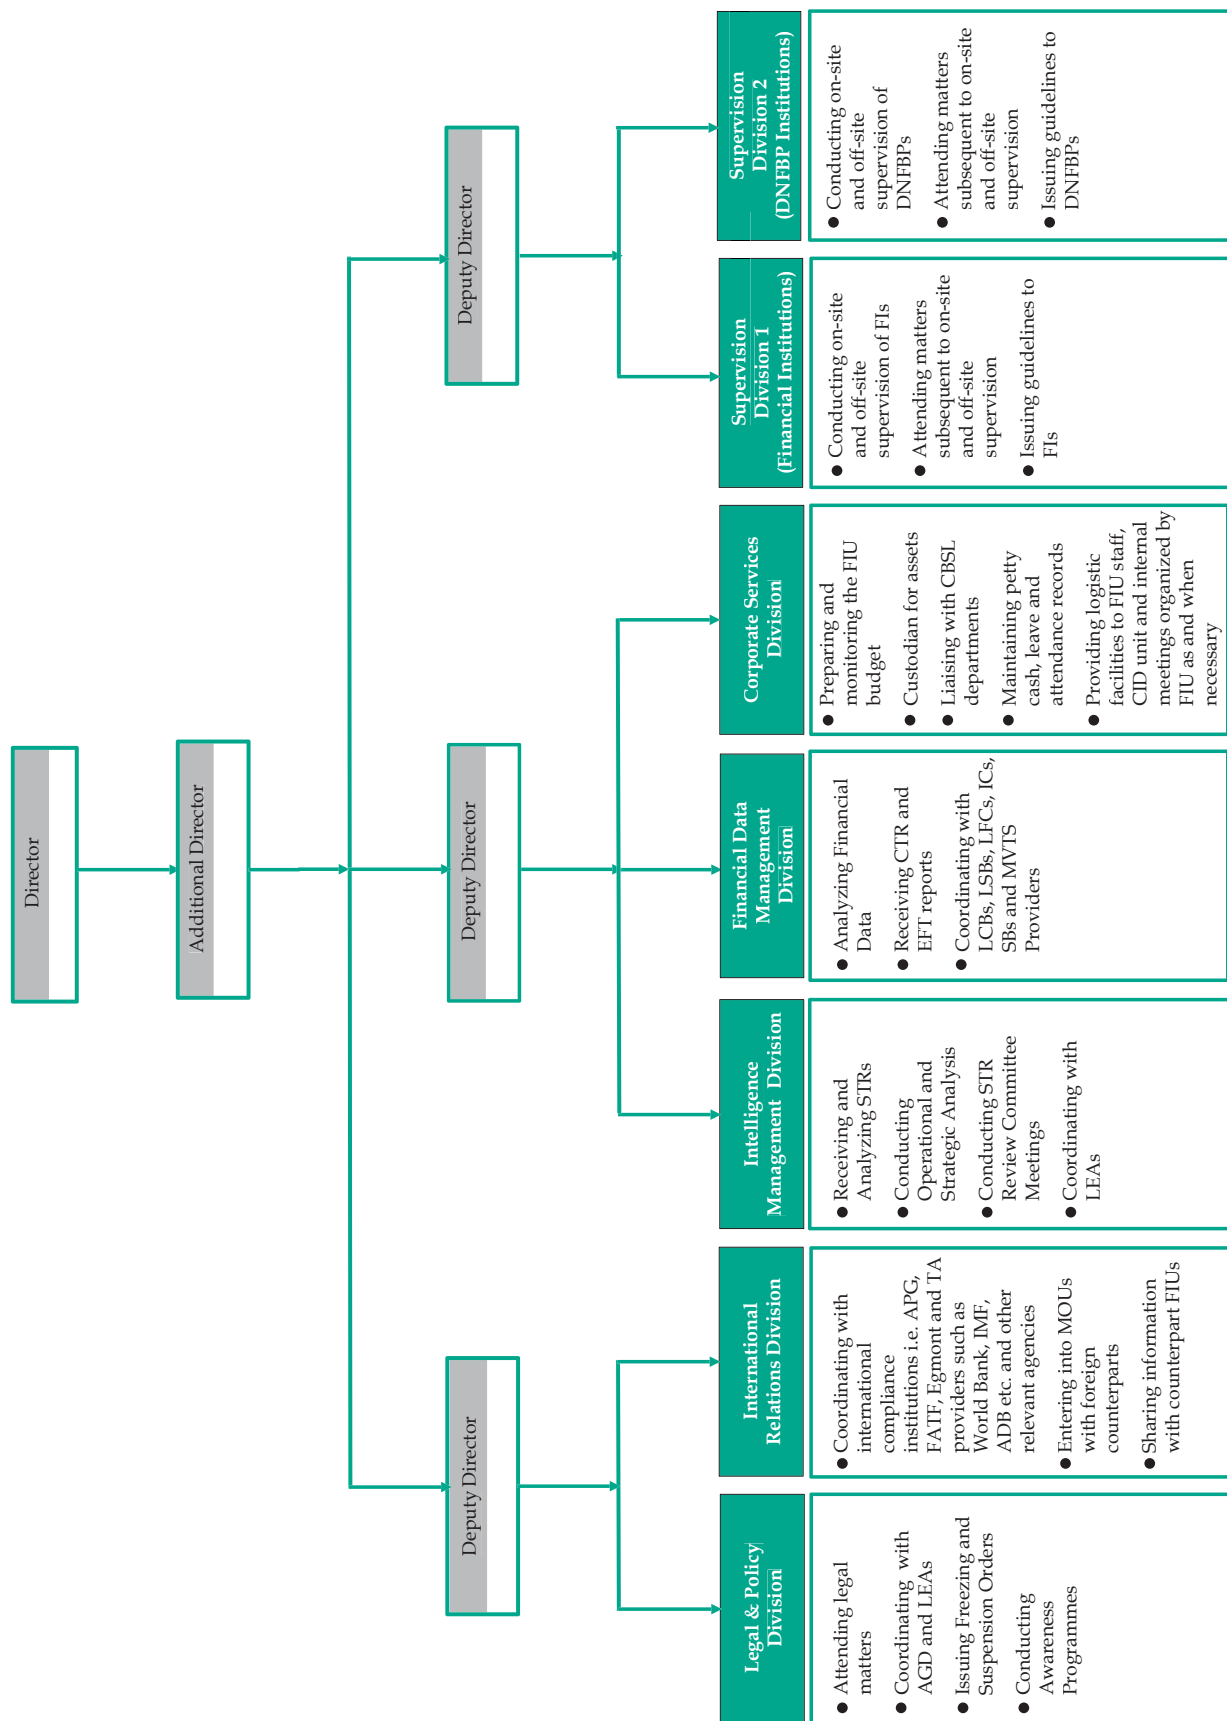 Director
Additional Director
Deputy Director
Deputy Director
Deputy Director
Legal & Policy
Division
● Attending legal
matters
● Coordinating with
AGD and LEAs
● Issuing Freezing and
Suspension Orders
● Conducting
Awareness
Programmes
International
Relations Division
● Coordinating with
international
compliance
institutions i.e. APG,
FATF, Egmont and TA
providers such as
World Bank, IMF,
ADB etc. and other
relevant agencies
● Entering into MOUs
with foreign
counterparts
● Sharing information
with counterpart FIUs
Intelligence
Management Division
● Receiving and
Analyzing STRs
● Conducting
Operational and
Strategic Analysis
● Conducting STR
Review Committee
Meetings
● Coordinating with
LEAs
Financial Data
Management
Division
● Analyzing Financial
Data
● Receiving CTR and
EFT reports
● Coordinating with
LCBs, LSBs, LFCs, ICs,
SBs and MVTS
Providers
Corporate Services
Division
● Preparing and
monitoring the FIU
budget
● Custodian for assets
● Liaising with CBSL
departments
● Maintaining petty
cash, leave and
attendance records
● Providing logistic
facilities to FIU staff,
CID unit and internal
meetings organized by
FIU as and when
necessary
Supervision
Division 1
(Financial Institutions)
● Conducting on-site
and off-site
supervision of FIs
● Attending matters
subsequent to on-site
and off-site
supervision
● Issuing guidelines to
FIs
Supervision
Division 2
(DNFBP Institutions)
● Conducting on-site
and off-site
supervision of
DNFBPs
● Attending matters
subsequent to on-site
and off-site
supervision
● Issuing guidelines to
DNFBPs